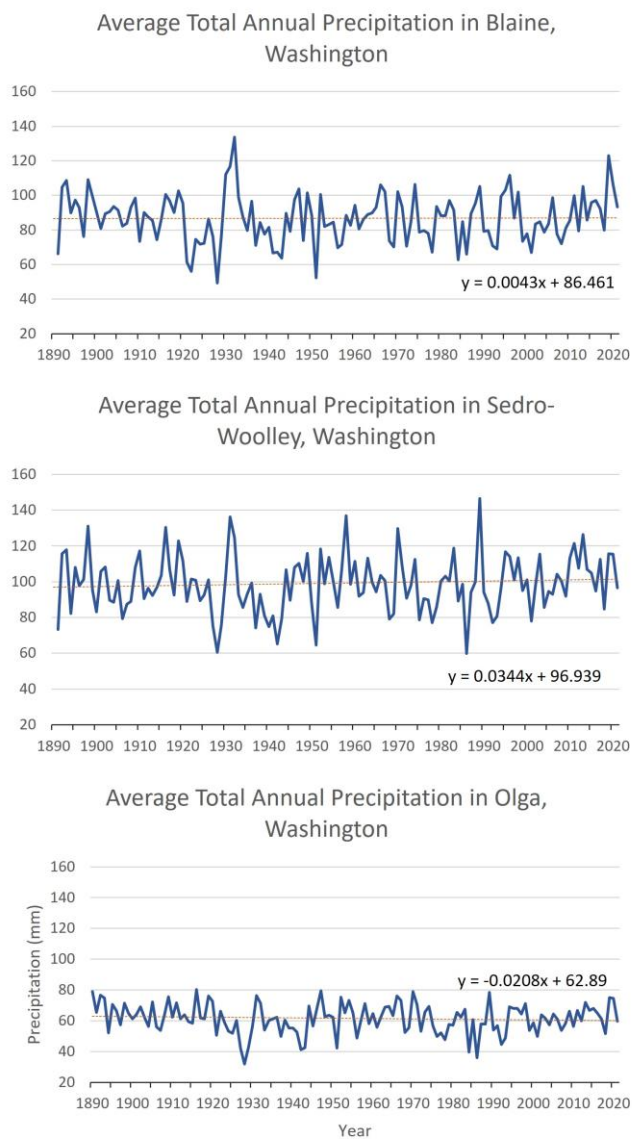 Average Total Annual Precipitation in Blaine,
Washington
160
140
120
100
80
60
40
20
y = 0.0043x + 86.461
1890 1900 1910 1920 1930 1940 1950 1960 1970 1980 1990 2000 2010 2020
Average Total Annual Precipitation in Sedro-
Woolley, Washington
160
140
120
100
80
60
40
20
y = 0.0344x + 96.939
1890 1900 1910 1920 1930 1940 1950 1960 1970 1980 1990 2000 2010 2020
Average Total Annual Precipitation in Olga,
Washington
Precipitation (mm)
160
140
120
100
80
60
40
20
y = -0.0208x + 62.89
1890 1900 1910 1920 1930 1940 1950 1960 1970 1980 1990 2000 2010 2020
Year